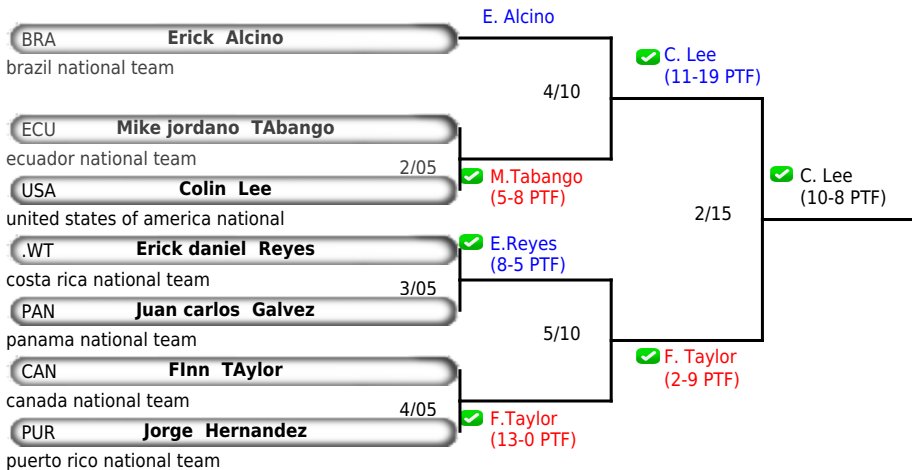 E. Alcino
BRA Erick Alcino
brazil national team
C. Lee
(11-19 PTF)
4/10
ECU Mike jordano TAbango
ecuador national team
2/05
M.Tabango
(5-8 PTF)
USA Colin Lee
united states of america national
C. Lee
(10-8 PTF)
2/15
.WT Erick daniel Reyes
costa rica national team
E.Reyes
(8-5 PTF)
3/05
PAN Juan carlos Galvez
panama national team
5/10
F. Taylor
(2-9 PTF)
CAN FInn TAylor
canada national team
4/05
F.Taylor
(13-0 PTF)
PUR Jorge Hernandez
puerto rico national team